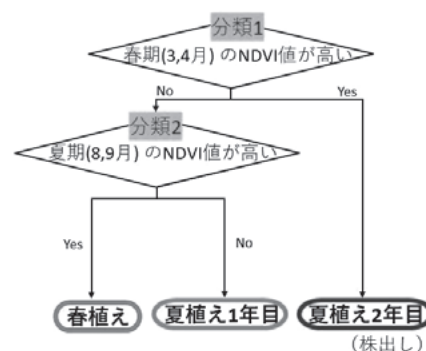 分類1
春期(3,4月) のNDVI値が高い
No
Yes
分類2
夏期(8,9月) のNDVI値が高い
Yes
No
春植え
夏植え1年目
夏植え2年目
(株出し)